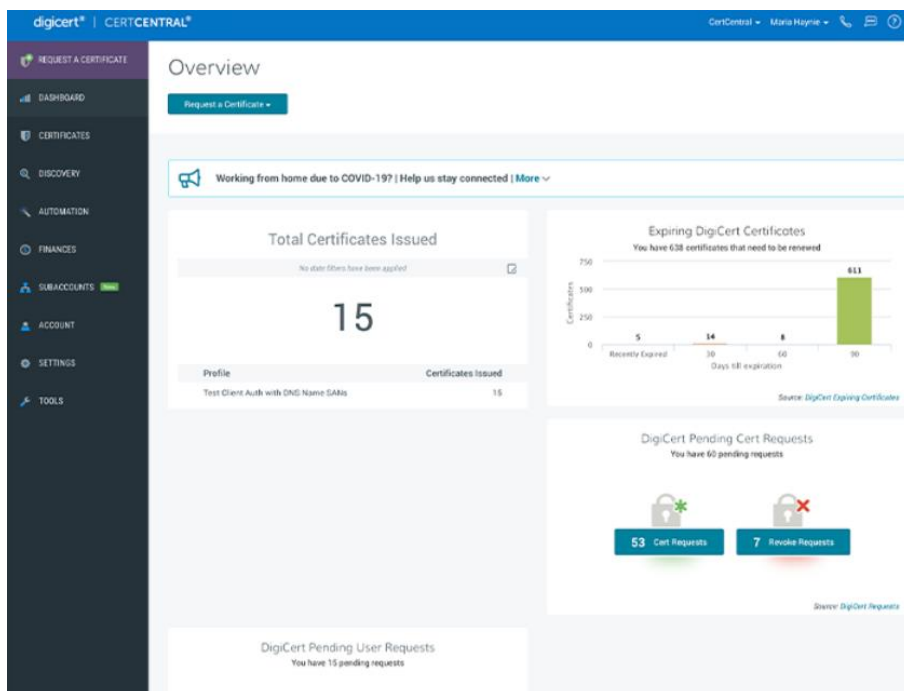 digicert® | CERTCENTRAL®
CertCentral
Maria Haynie
REQUEST A CERTIFICATE
DASHBOARD
CERTIFICATES
DISCOVERY
AUTOMATION
FINANCES
SUBACCOUNTS New
ACCOUNT
SETTINGS
TOOLS
Overview
Request a Certificate
Working from home due to COVID-19? | Help us stay connected | More
Total Certificates Issued
No date filters have been applied
15
Profile Certificates Issued
Test Client Auth with DNS Name SANs 15
Expiring DigiCert Certificates
You have 638 certificates that need to be renewed
Certificates
750
500
250
0
5 14 8 611
Recently Expired 30 60 90
Days till expiration
Source: DigiCert Expiring Certificates
DigiCert Pending Cert Requests
You have 60 pending requests
53 Cert Requests
7 Revoke Requests
Source: DigiCert Requests
DigiCert Pending User Requests
You have 15 pending requests